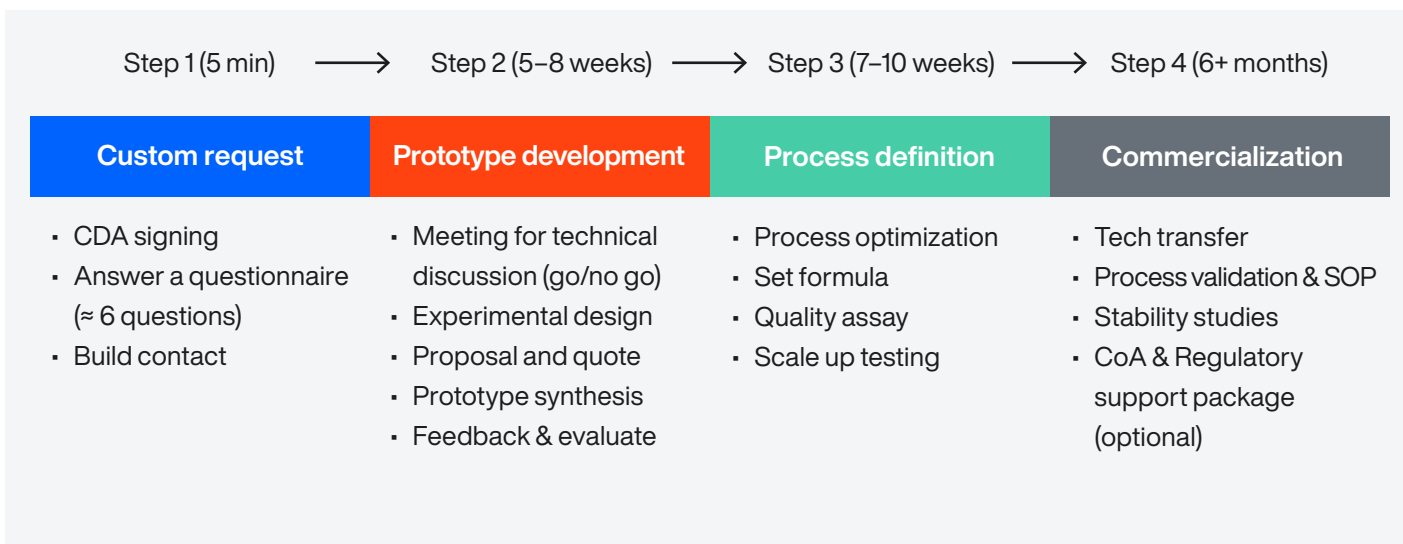 Step 1 (5 min)
Step 2 (5–8 weeks)
Step 3 (7–10 weeks)
Step 4 (6+ months)
Custom request
Prototype development
Process definition
Commercialization
▪ CDA signing
▪ Answer a questionnaire
(≈ 6 questions)
▪ Build contact
▪ Meeting for technical
discussion (go/no go)
▪ Experimental design
▪ Proposal and quote
▪ Prototype synthesis
▪ Feedback & evaluate
▪ Process optimization
▪ Set formula
▪ Quality assay
▪ Scale up testing
▪ Tech transfer
▪ Process validation & SOP
▪ Stability studies
▪ CoA & Regulatory
support package
(optional)